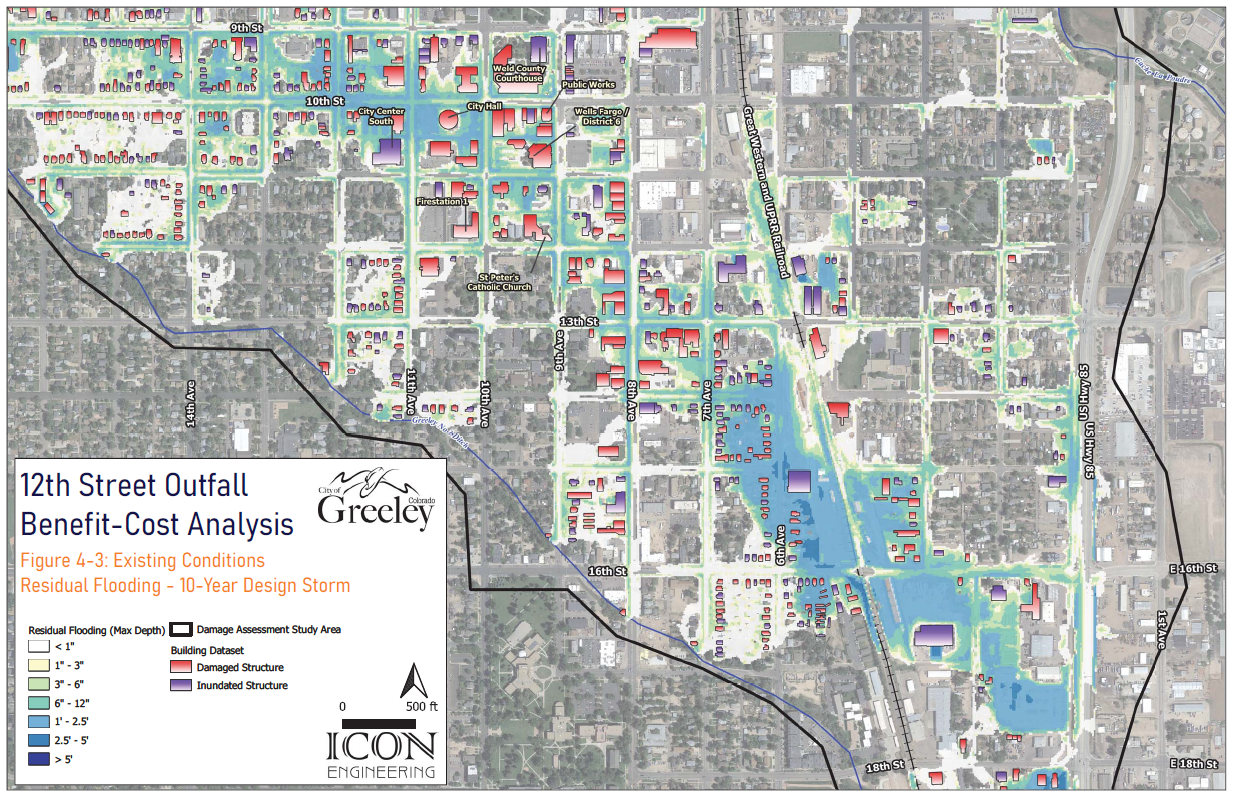 9th St
Weld County
Courthouse
Public Works
Cache La Poudre
10th St
City Center
South
City Hall
Wells Fargo /
District 6
Great Western and UPRR Railroad
Firestation 1
St Peter's
Catholic Church
13th St
9th Ave
14th Ave
11th Ave
10th Ave
8th Ave
7th Ave
US Hwy 85
US Hwy 85
Greeley No 3 Ditch
6th Ave
16th St
E 16th St
1st Ave
18th St
E 18th St
12th Street Outfall
Benefit-Cost Analysis
City of
Greeley
Colorado
Figure 4-3: Existing Conditions
Residual Flooding - 10-Year Design Storm
Residual Flooding (Max Depth)
< 1"
1" - 3"
3" - 6"
6" - 12"
1' - 2.5'
2.5' - 5'
> 5'
Damage Assessment Study Area
Building Dataset
Damaged Structure
Inundated Structure
0 500 ft
ICON
ENGINEERING